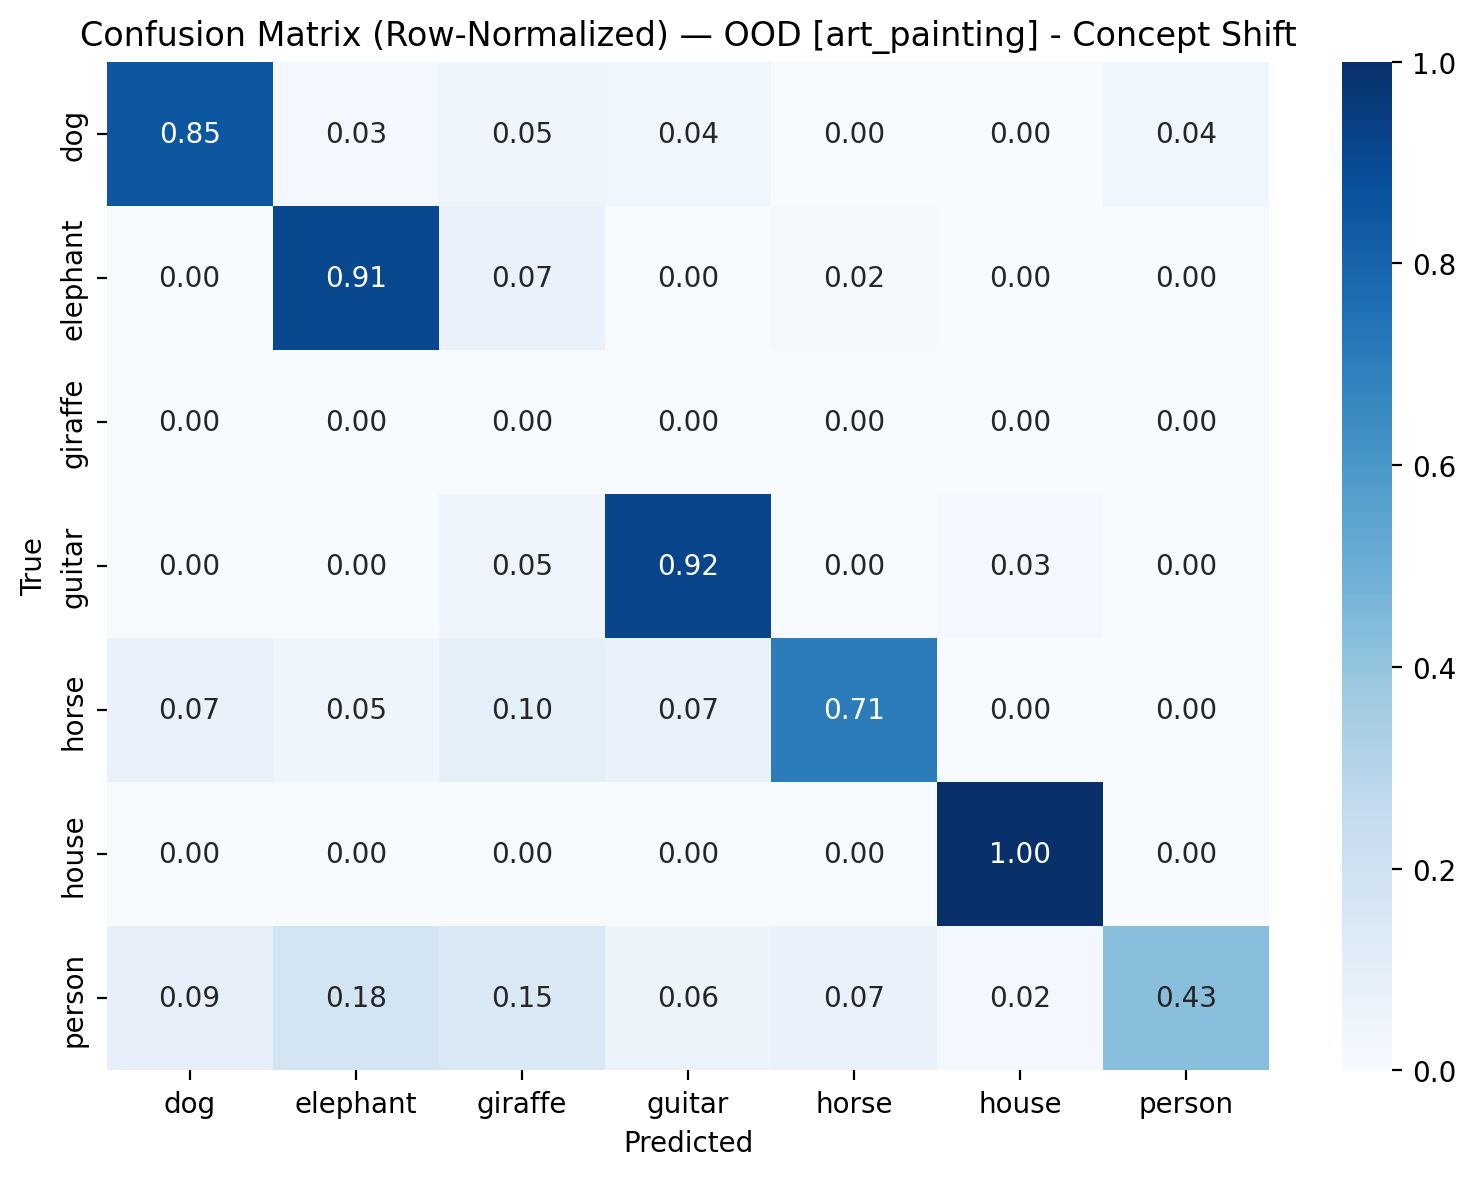 Confusion Matrix (Row-Normalized) — OOD [art_painting] - Concept Shift
True
dog 0.85 0.03 0.05 0.04 0.00 0.00 0.04
elephant 0.00 0.91 0.07 0.00 0.02 0.00 0.00
giraffe 0.00 0.00 0.00 0.00 0.00 0.00 0.00
guitar 0.00 0.00 0.05 0.92 0.00 0.03 0.00
horse 0.07 0.05 0.10 0.07 0.71 0.00 0.00
house 0.00 0.00 0.00 0.00 0.00 1.00 0.00
person 0.09 0.18 0.15 0.06 0.07 0.02 0.43
dog elephant giraffe guitar horse house person
Predicted
1.0
0.8
0.6
0.4
0.2
0.0